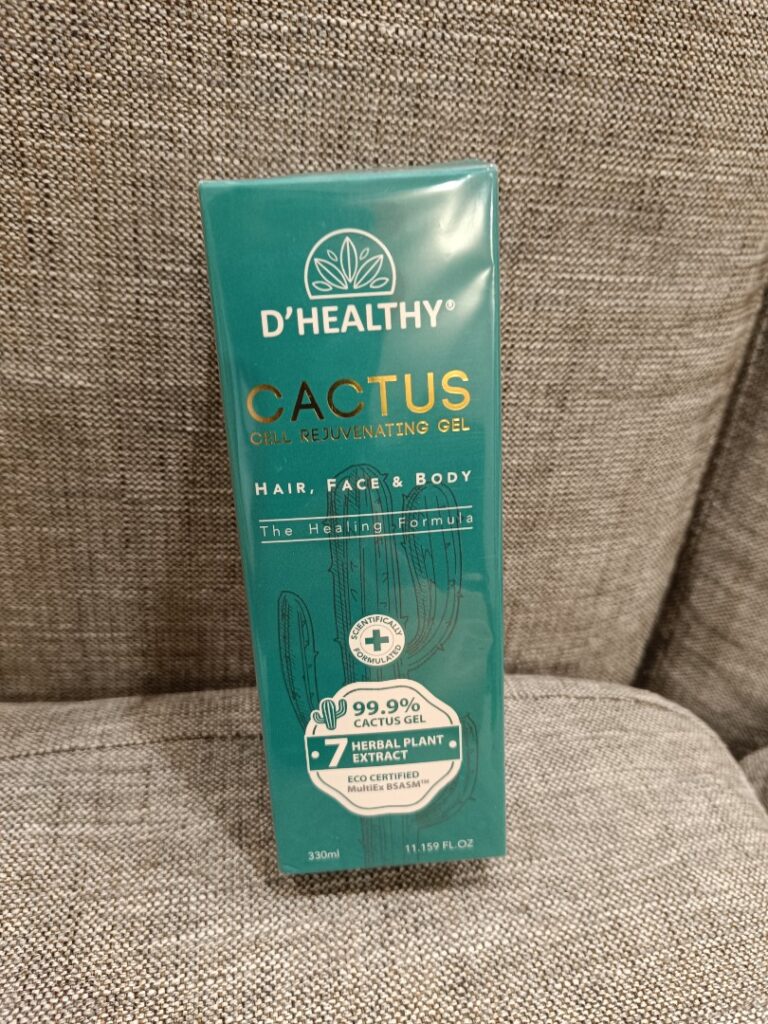 D'HEALTHY®
CACTUS
CELL REJUVENATING GEL
HAIR, FACE & BODY
The Healing Formula
SCIENTIFICALLY
FORMULATED
99.9%
CACTUS GEL
7 HERBAL PLANT
EXTRACT
ECO CERTIFIED
MultiEx BSASM™
330ml 11.159 FL.OZ